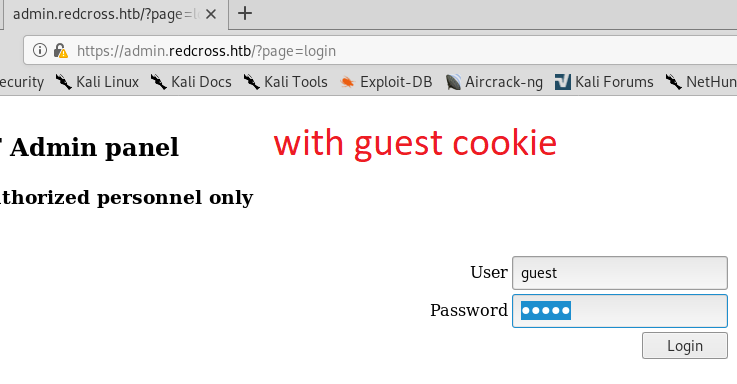 admin.redcross.htb/?page=l
https://admin.redcross.htb/?page=login
ecurity Kali Linux Kali Docs Kali Tools Exploit-DB Aircrack-ng Kali Forums NetHun
Admin panel
with guest cookie
thorized personnel only
User guest
Password •••••
Login